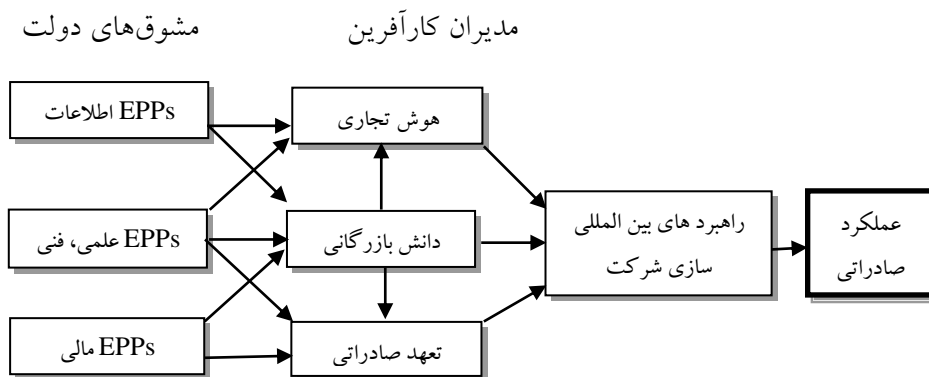 مشوق‌های دولت
مدیران کارآفرین
EPPs اطلاعات
هوش تجاری
EPPs علمی، فنی
دانش بازرگانی
راهبرد های بین المللی
سازی شرکت
عملکرد
صادراتی
EPPs مالی
تعهد صادراتی